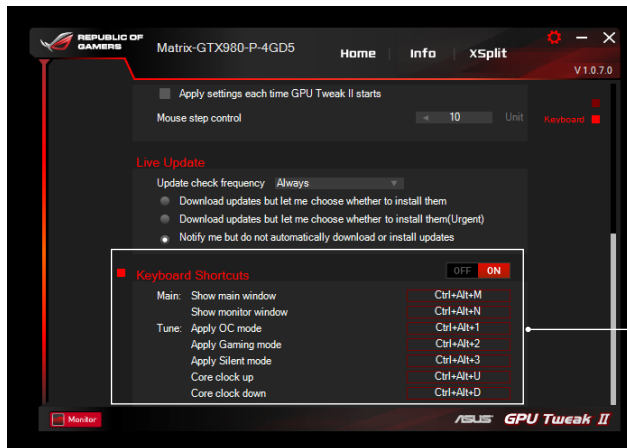 REPUBLIC OF
GAMERS
Matrix-GTX980-P-4GD5
Home Info XSplit
V 1.0.7.0
Apply settings each time GPU Tweak II starts
Mouse step control 10 Unit
Keyboard
Live Update
Update check frequency Always
Download updates but let me choose whether to install them
Download updates but let me choose whether to install them(Urgent)
Notify me but do not automatically download or install updates
Keyboard Shortcuts OFF ON
Main: Show main window Ctrl+Alt+M
Show monitor window Ctrl+Alt+N
Tune: Apply OC mode Ctrl+Alt+1
Apply Gaming mode Ctrl+Alt+2
Apply Silent mode Ctrl+Alt+3
Core clock up Ctrl+Alt+U
Core clock down Ctrl+Alt+D
Monitor
ASUS GPU Tweak II